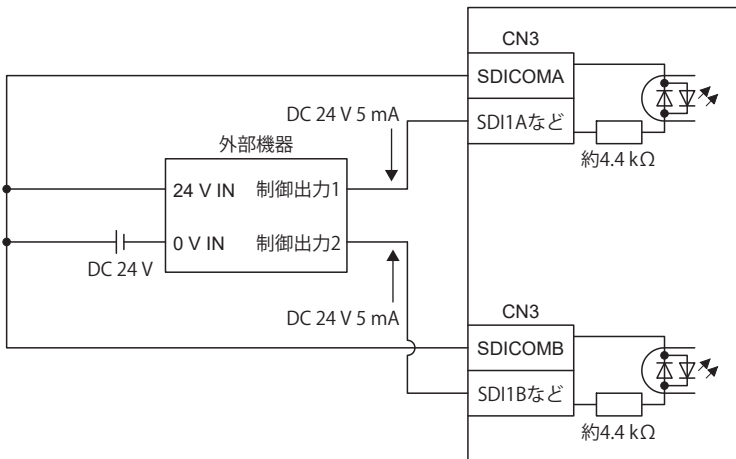 CN3
SDICOMA
DC 24 V 5 mA
SDI1Aなど
外部機器
約4.4 kΩ
24 V IN 制御出力1
0 V IN 制御出力2
DC 24 V
DC 24 V 5 mA
CN3
SDICOMB
SDI1Bなど
約4.4 kΩ